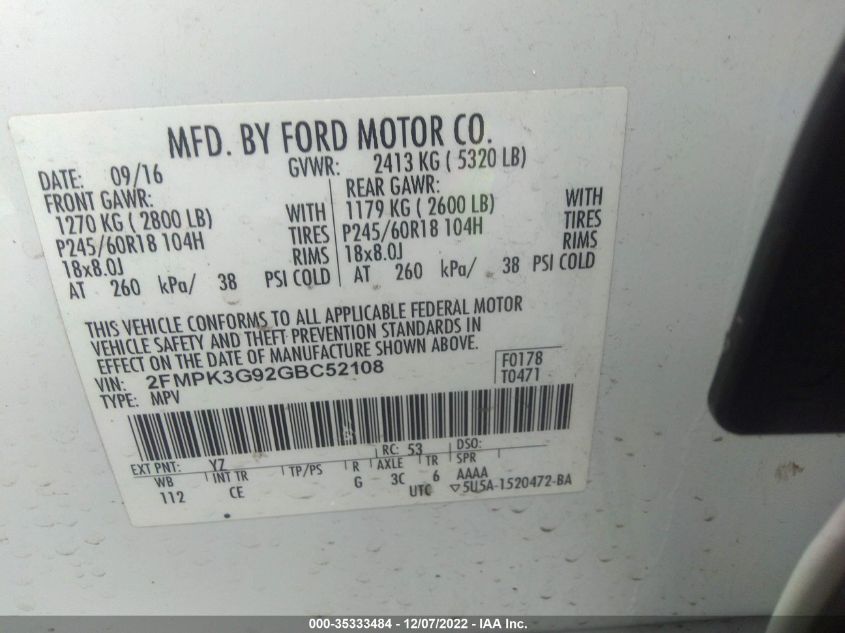 MFD. BY FORD MOTOR CO.
DATE: 09/16 GVWR: 2413 KG ( 5320 LB)
FRONT GAWR: REAR GAWR:
1270 KG ( 2800 LB) WITH 1179 KG ( 2600 LB) WITH
P245/60R18 104H TIRES P245/60R18 104H TIRES
18x8.0J RIMS 18x8.0J RIMS
AT 260 kPa/ 38 PSI COLD AT 260 kPa/ 38 PSI COLD
THIS VEHICLE CONFORMS TO ALL APPLICABLE FEDERAL MOTOR
VEHICLE SAFETY AND THEFT PREVENTION STANDARDS IN
EFFECT ON THE DATE OF MANUFACTURE SHOWN ABOVE.
VIN: 2FMPK3G92GBC52108 F0178
TYPE: MPV T0471
EXT PNT: YZ RC: 53 DSO:
WB INT TR TP/PS R AXLE TR SPR
112 CE G 3C 6 AAAA
UTC ▽5U5A-1520472-BA
000-35333484 - 12/07/2022 - IAA Inc.